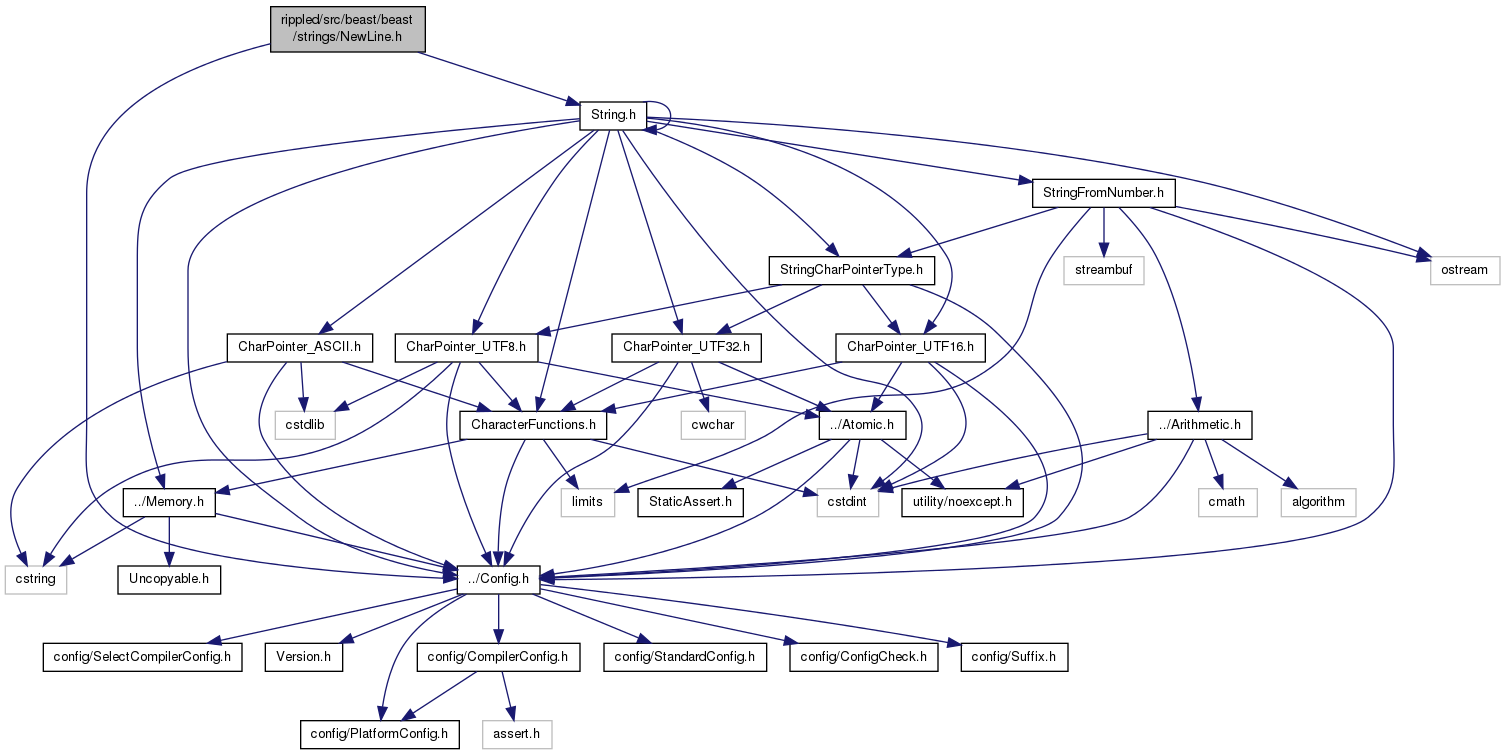 rippled/src/beast/beast
/strings/NewLine.h
String.h
StringFromNumber.h
StringCharPointerType.h
streambuf
ostream
CharPointer_ASCII.h
CharPointer_UTF8.h
CharPointer_UTF32.h
CharPointer_UTF16.h
cstdlib
CharacterFunctions.h
cwchar
../Atomic.h
../Arithmetic.h
../Memory.h
limits
StaticAssert.h
cstdint
utility/noexcept.h
cmath
algorithm
cstring
Uncopyable.h
../Config.h
config/SelectCompilerConfig.h
Version.h
config/CompilerConfig.h
config/StandardConfig.h
config/ConfigCheck.h
config/Suffix.h
config/PlatformConfig.h
assert.h